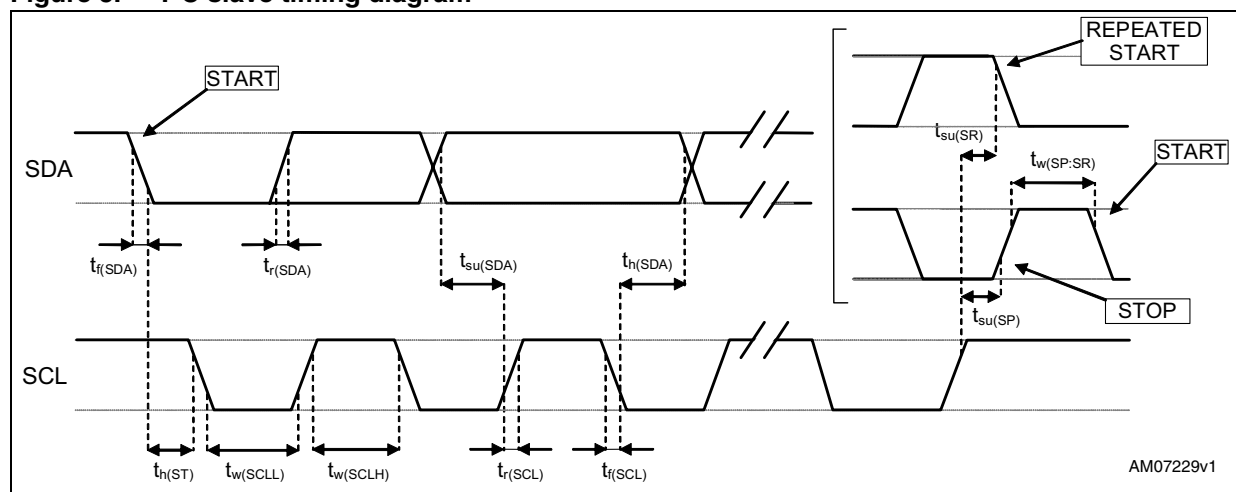 REPEATED
START
START
t_su(SR)
t_w(SP:SR)
START
SDA
t_f(SDA)
t_r(SDA)
t_su(SDA)
t_h(SDA)
t_su(SP)
STOP
SCL
t_h(ST)
t_w(SCLL)
t_w(SCLH)
t_r(SCL)
t_f(SCL)
AM07229v1